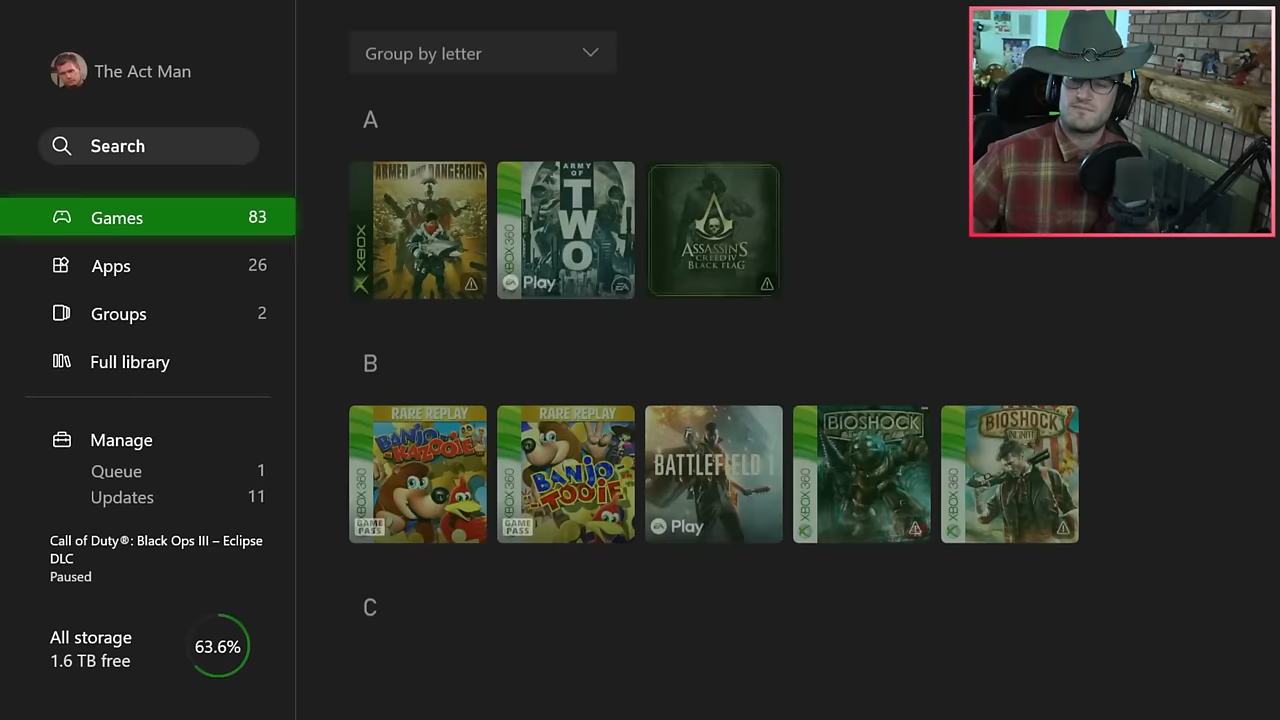 The Act Man
Search
Games 83
Apps 26
Groups 2
Full library
Manage
Queue 1
Updates 11
Call of Duty®: Black Ops III – Eclipse
DLC
Paused
All storage
1.6 TB free
63.6%
Group by letter
A
XBOX
ARMED AND DANGEROUS
XBOX 360
ARMY
OF
TWO
EA Play
EA
ASSASSIN'S
CREED IV
BLACK FLAG
B
XBOX 360
RARE REPLAY
BANJO
KAZOOIE
GAME
PASS
XBOX 360
RARE REPLAY
BANJO-
TOOIE
GAME
PASS
BATTLEFIELD 1
EA Play
XBOX 360
BIOSHOCK
XBOX 360
BIOSHOCK
INFINITE
C